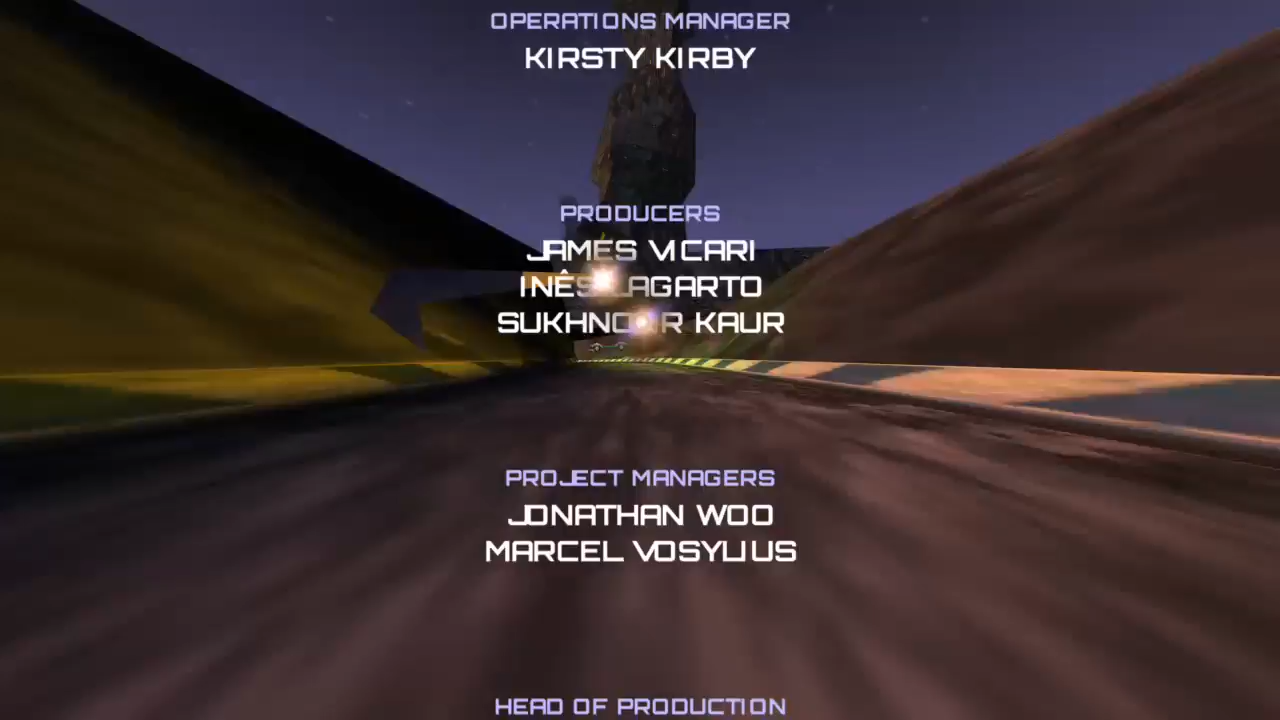 OPERATIONS MANAGER
KIRSTY KIRBY
PRODUCERS
JAMES VICARI
INÊS LAGARTO
KAUR
PROJECT MANAGERS
JONATHAN WOO
MARCEL VOSYLIUS
HEAD OF PRODUCTION